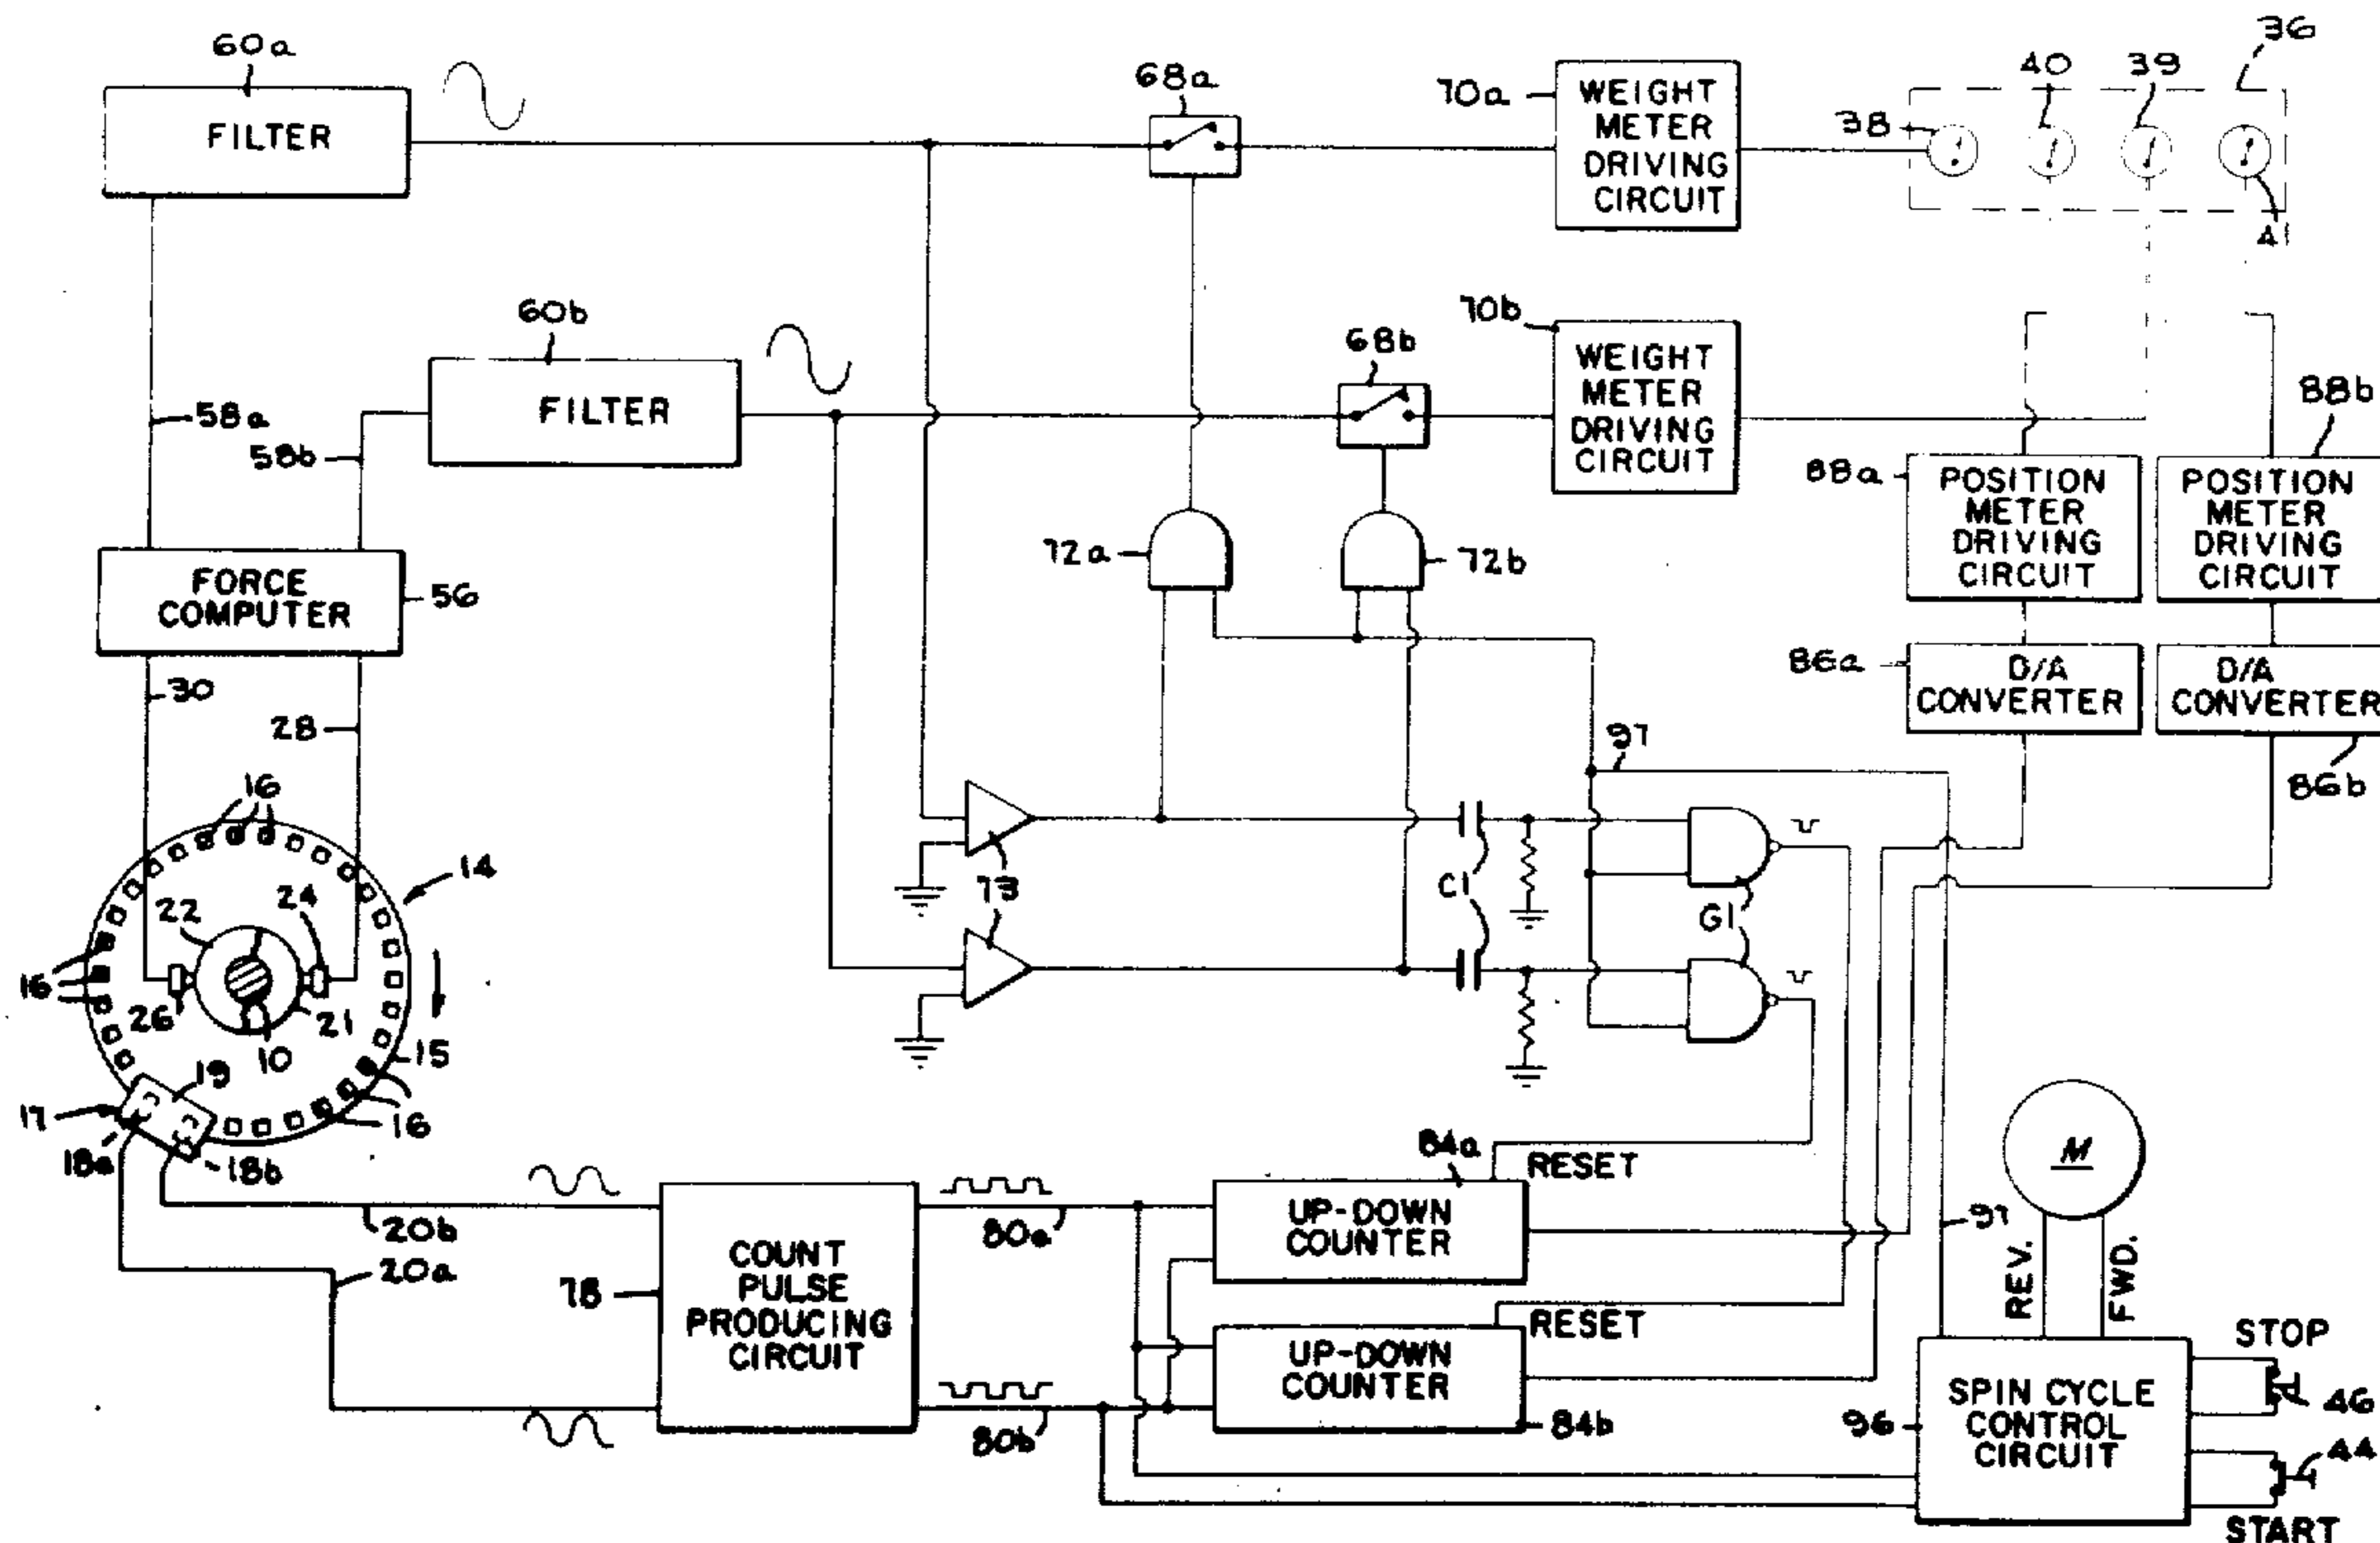 60a
FILTER
68a
70a
WEIGHT
METER
DRIVING
CIRCUIT
36
40
39
38
41
60b
FILTER
68b
70b
WEIGHT
METER
DRIVING
CIRCUIT
58a
58b
88b
88a
POSITION
METER
DRIVING
CIRCUIT
POSITION
METER
DRIVING
CIRCUIT
72a
72b
FORCE
COMPUTER
56
86a
D/A
CONVERTER
D/A
CONVERTER
86b
30
28
97
16
14
22
24
73
C1
G1
16
26
21
10
15
19
17
16
18a
18b
84a
RESET
M
UP-DOWN
COUNTER
20b
80a
20a
78
COUNT
PULSE
PRODUCING
CIRCUIT
97
REV.
FWD.
RESET
UP-DOWN
COUNTER
84b
80b
STOP
46
96
SPIN CYCLE
CONTROL
CIRCUIT
44
START